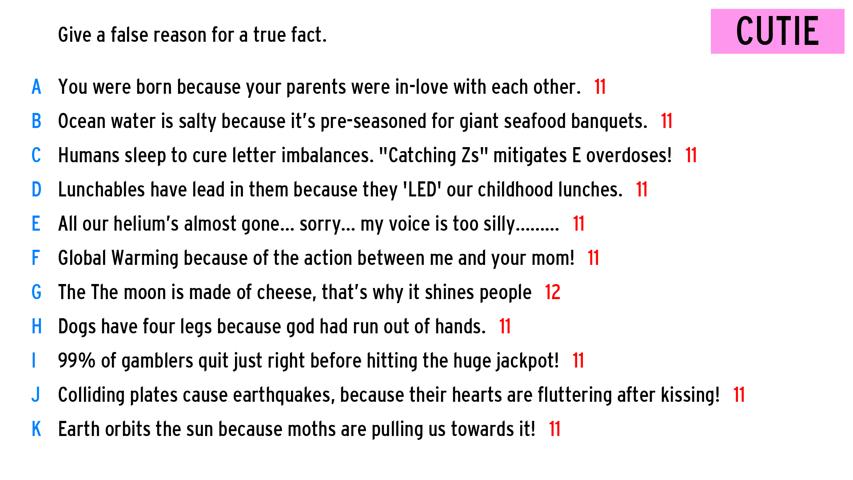 Give a false reason for a true fact.
CUTIE
A You were born because your parents were in-love with each other. 11
B Ocean water is salty because it's pre-seasoned for giant seafood banquets. 11
C Humans sleep to cure letter imbalances. "Catching Zs" mitigates E overdoses! 11
D Lunchables have lead in them because they 'LED' our childhood lunches. 11
E All our helium's almost gone... sorry... my voice is too silly......... 11
F Global Warming because of the action between me and your mom! 11
G The The moon is made of cheese, that's why it shines people 12
H Dogs have four legs because god had run out of hands. 11
I 99% of gamblers quit just right before hitting the huge jackpot! 11
J Colliding plates cause earthquakes, because their hearts are fluttering after kissing! 11
K Earth orbits the sun because moths are pulling us towards it! 11